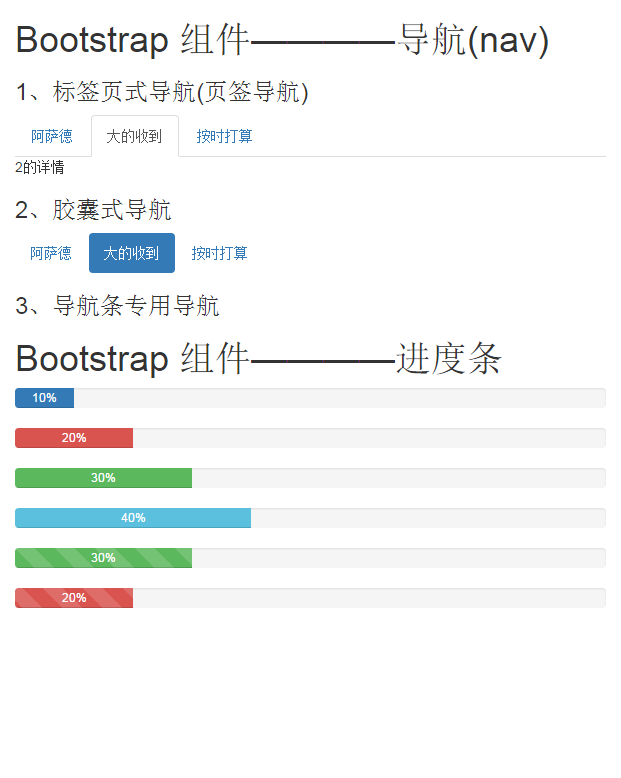 Bootstrap 组件————导航(nav)
1、标签页式导航(页签导航)
阿萨德 大的收到 按时打算
2的详情
2、胶囊式导航
阿萨德 大的收到 按时打算
3、导航条专用导航
Bootstrap 组件————进度条
10%
20%
30%
40%
30%
20%